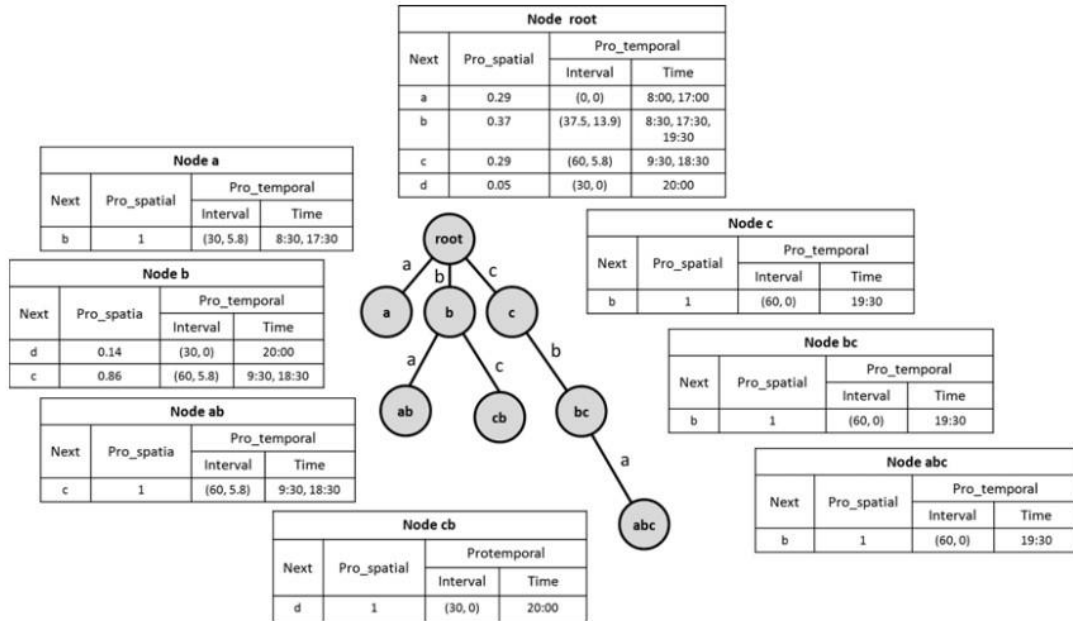 Node root
Next Pro_spatial Pro_temporal
Interval Time
a 0.29 (0, 0) 8:00, 17:00
b 0.37 (37.5, 13.9) 8:30, 17:30,
19:30
c 0.29 (60, 5.8) 9:30, 18:30
d 0.05 (30, 0) 20:00
Node a
Next Pro_spatial Pro_temporal
Interval Time
b 1 (30, 5.8) 8:30, 17:30
Node b
Next Pro_spatia Pro_temporal
Interval Time
d 0.14 (30, 0) 20:00
c 0.86 (60, 5.8) 9:30, 18:30
Node ab
Next Pro_spatia Pro_temporal
Interval Time
c 1 (60, 5.8) 9:30, 18:30
Node cb
Next Pro_spatial Protemporal
Interval Time
d 1 (30, 0) 20:00
root
a b c
a b c
a c b
ab cb bc
a
abc
Node c
Next Pro_spatial Pro_temporal
Interval Time
b 1 (60, 0) 19:30
Node bc
Next Pro_spatial Pro_temporal
Interval Time
b 1 (60, 0) 19:30
Node abc
Next Pro_spatial Pro_temporal
Interval Time
b 1 (60, 0) 19:30